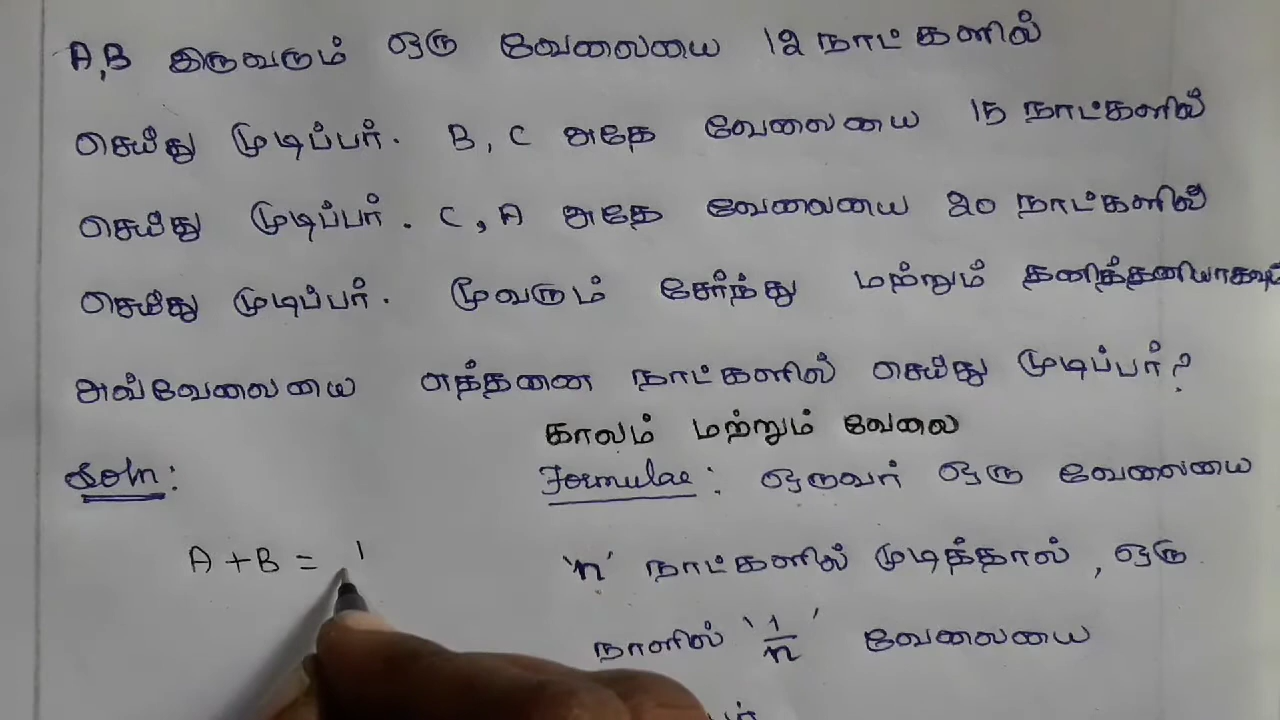 A,B இருவரும் ஒரு வேலையை 12 நாட்களில்
செய்து முடிப்பர். B, C அதே வேலையை 15 நாட்களில்
செய்து முடிப்பர். C, A அதே வேலையை 20 நாட்களில்
செய்து முடிப்பர். மூவரும் சேர்ந்து மற்றும் தனித்தனியாகவும்
அவ்வேலையை எத்தனை நாட்களில் செய்து முடிப்பர்?
காலம் மற்றும் வேலை
Soln: Formulae: ஒருவர் ஒரு வேலையை
A + B = 1 'n' நாட்களில் முடித்தால், ஒரு
நாளில் '1/n' வேலையை